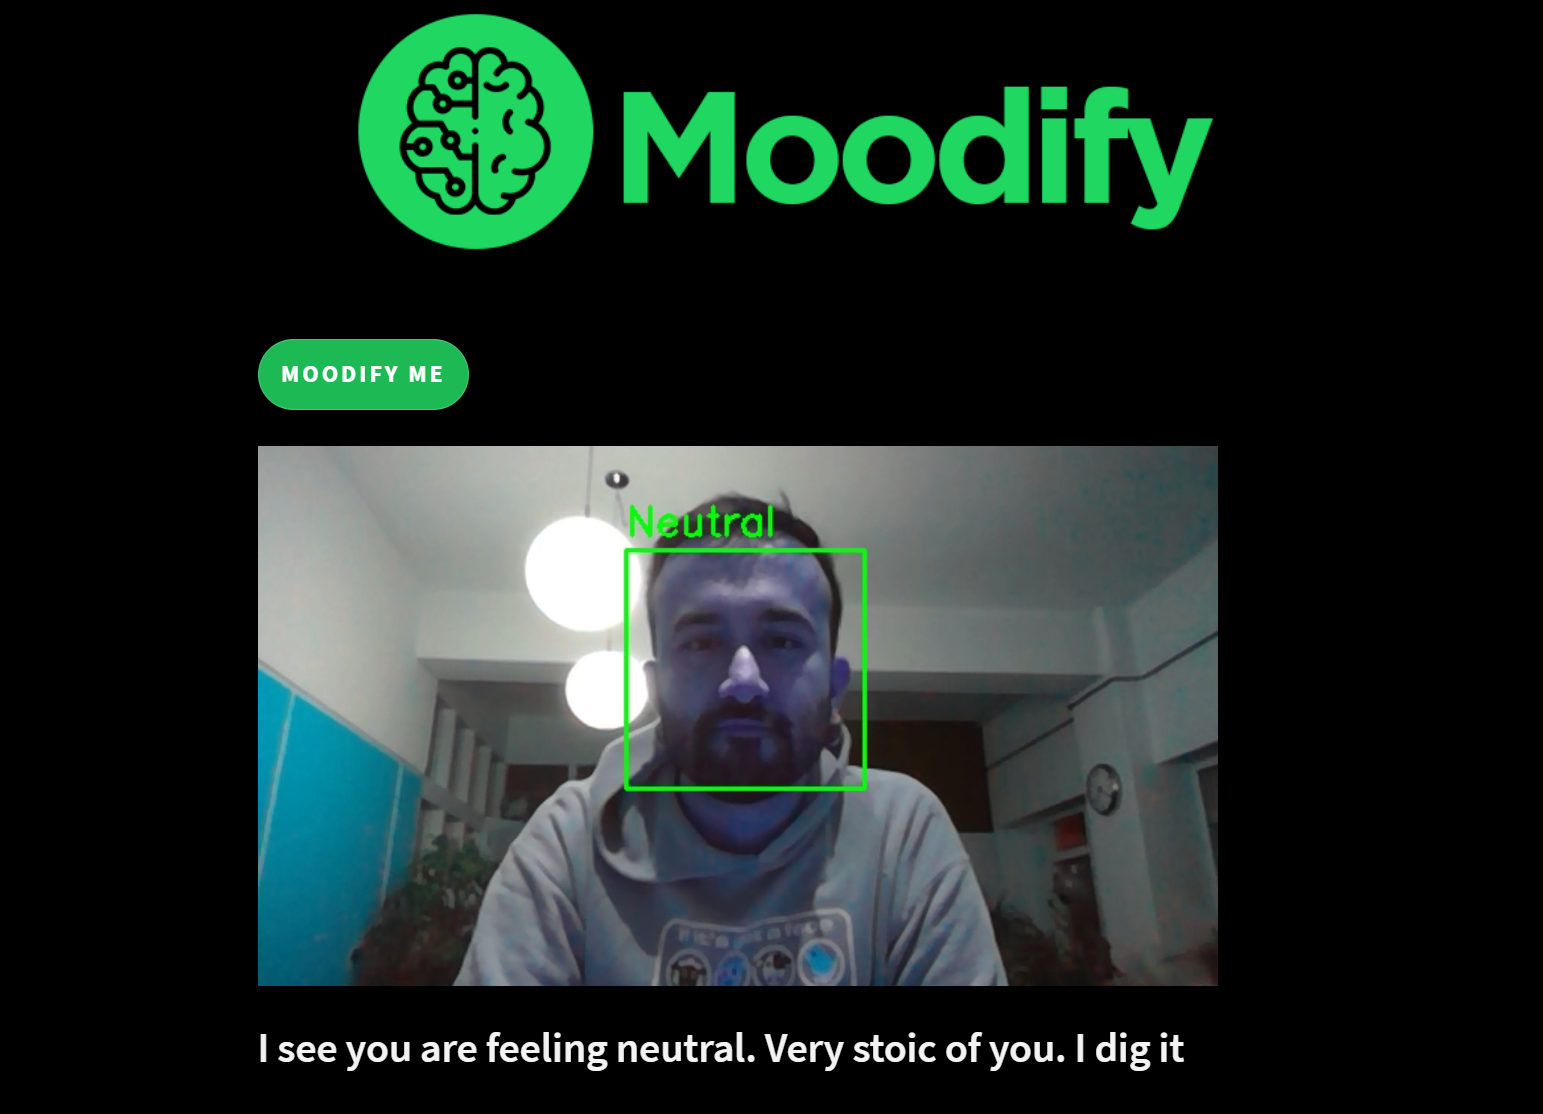 Moodify
MOODIFY ME
Neutral
I see you are feeling neutral. Very stoic of you. I dig it